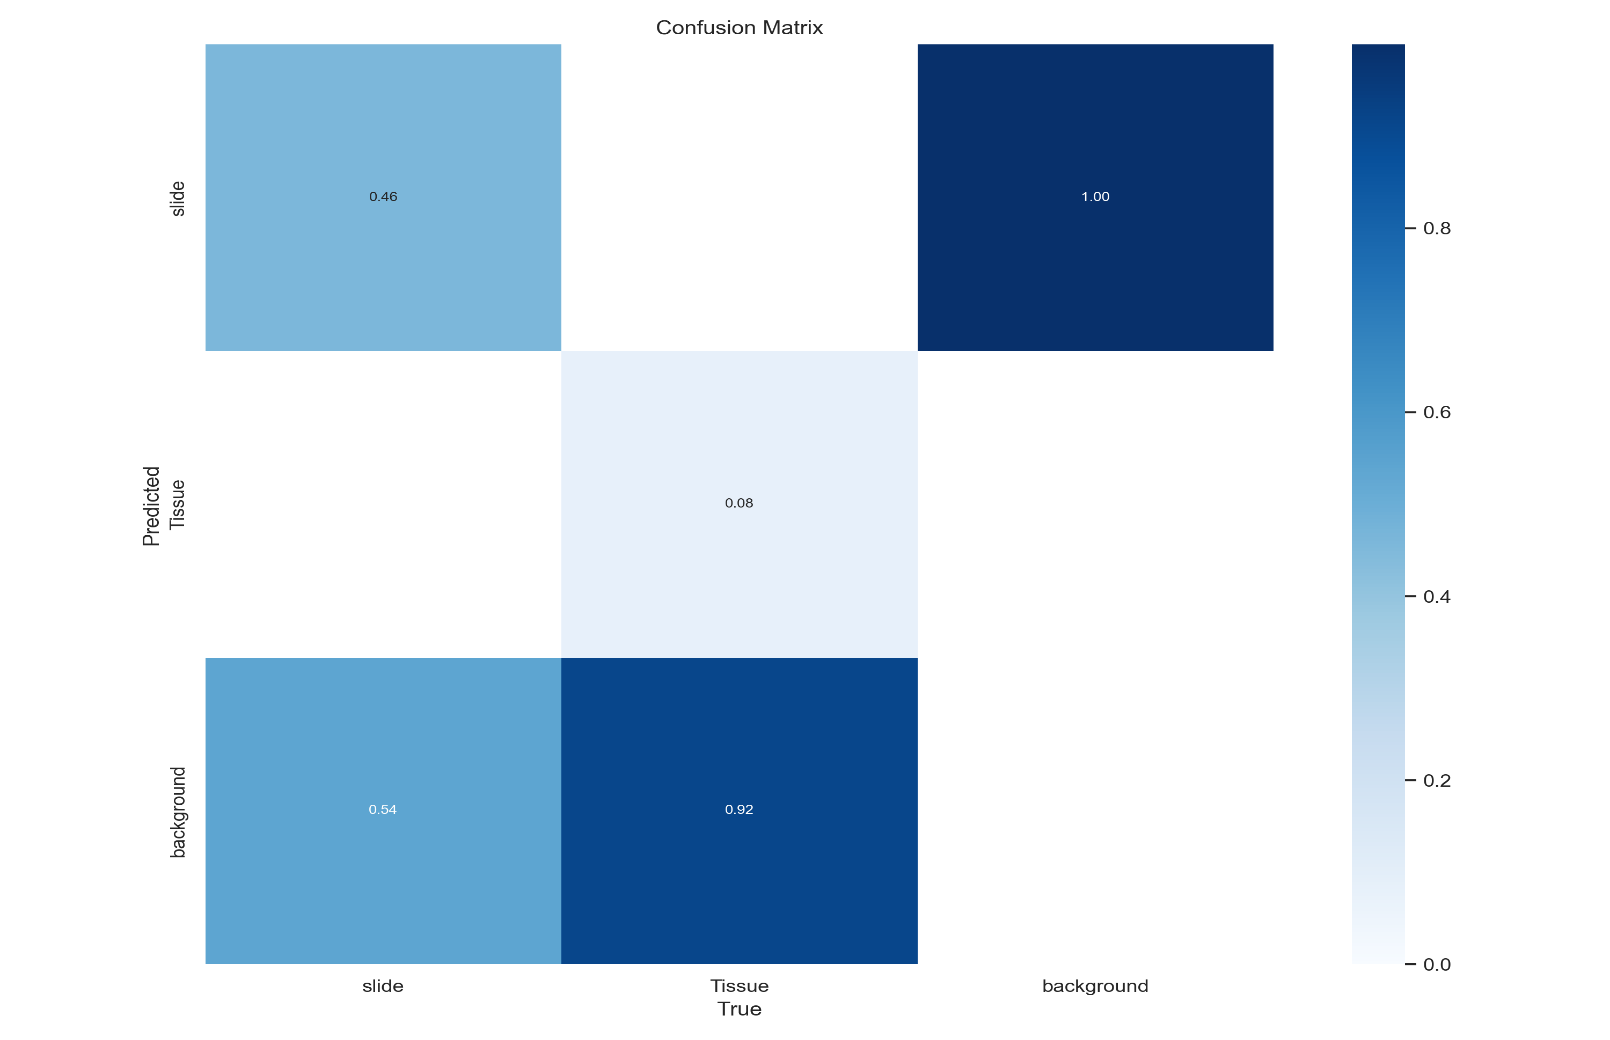 Confusion Matrix
slide
0.46
1.00
Predicted
Tissue
0.08
background
0.54
0.92
slide
Tissue
background
True
0.8
0.6
0.4
0.2
0.0